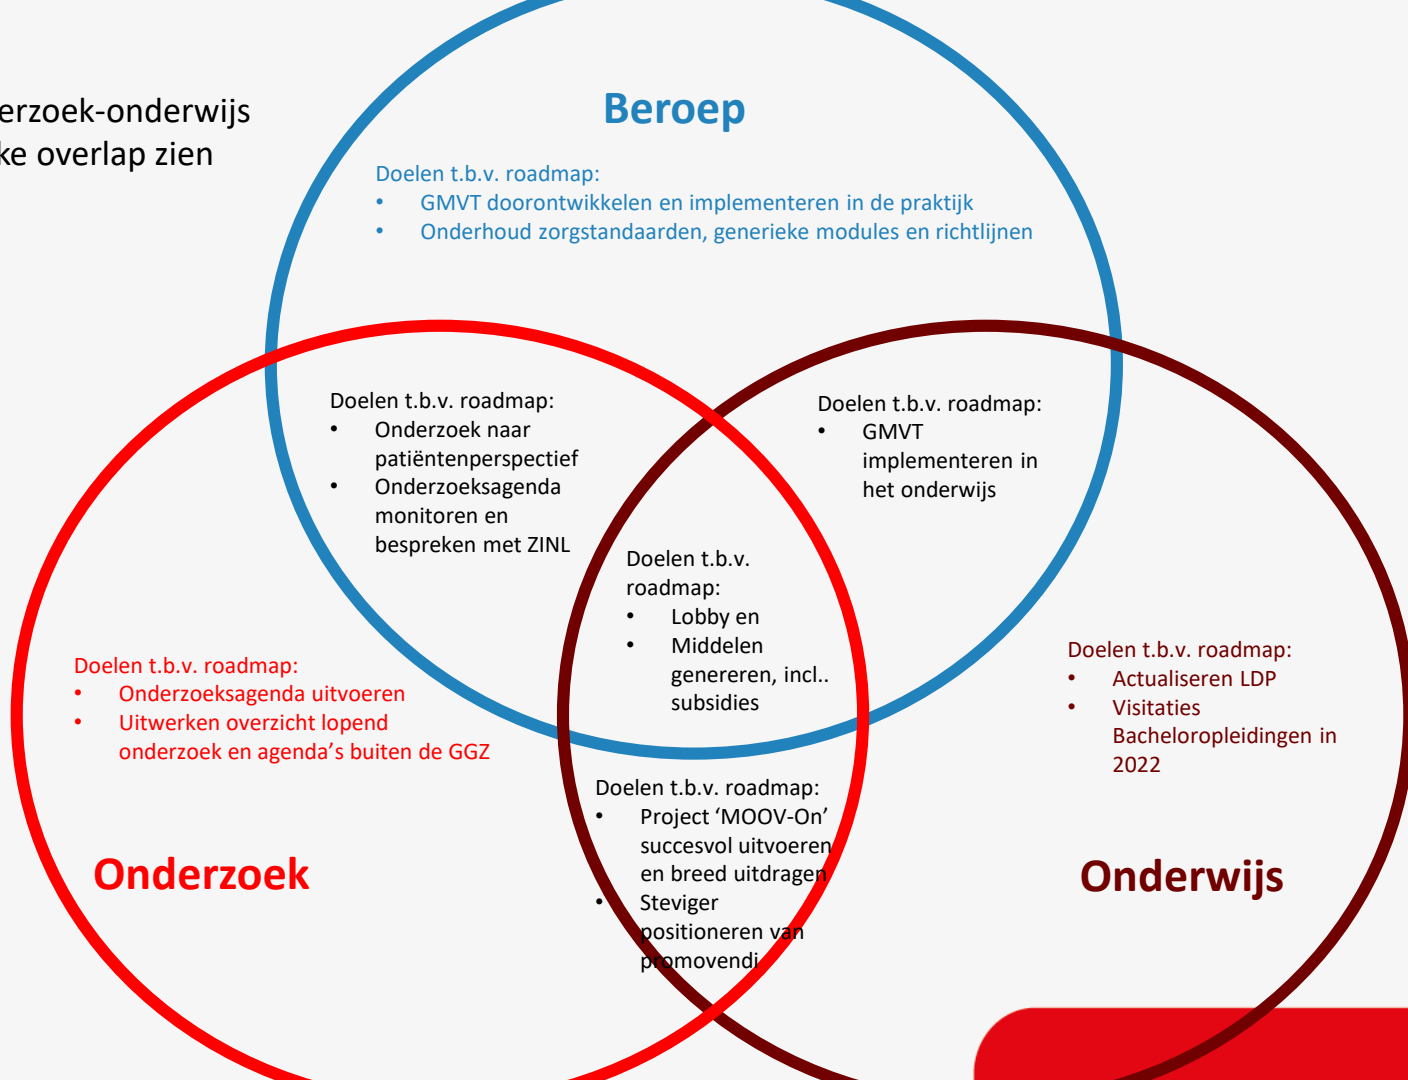 erzoek-onderwijs
ke overlap zien
Beroep
Doelen t.b.v. roadmap:
• GMVT doorontwikkelen en implementeren in de praktijk
• Onderhoud zorgstandaarden, generieke modules en richtlijnen
Doelen t.b.v. roadmap:
• Onderzoek naar
patiëntenperspectief
• Onderzoeksagenda
monitoren en
bespreken met ZINL
Doelen t.b.v. roadmap:
• GMVT
implementeren in
het onderwijs
Doelen t.b.v.
roadmap:
• Lobby en
• Middelen
genereren, incl..
subsidies
Doelen t.b.v. roadmap:
• Onderzoeksagenda uitvoeren
• Uitwerken overzicht lopend
onderzoek en agenda’s buiten de GGZ
Onderzoek
Doelen t.b.v. roadmap:
• Project ‘MOOV-On’
succesvol uitvoeren
en breed uitdragen
• Steviger
positioneren van
promovendi
Doelen t.b.v. roadmap:
• Actualiseren LDP
• Visitaties
Bacheloropleidingen in
2022
Onderwijs